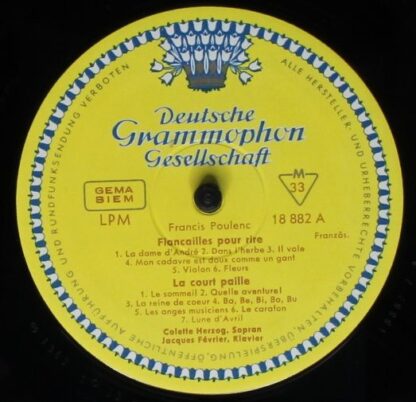 ALLE HERSTELLER- UND URHEBERRECHTE VORBEHALTEN
ÜBERSPIELUNG, ÖFFENTLICHE AUFFÜHRUNG UND RUNDFUNKSENDUNG VERBOTEN
Deutsche
Grammophon
Gesellschaft
GEMA
BIEM
LPM
M
33
18 882 A
Francis Poulenc
Französ.
Fiancailles pour rire
1. La dame d'André 2. Dans l'herbe 3. Il vole
4. Mon cadavre est doux comme un gant
5. Violon 6. Fleurs
La court paille
1. Le sommeil 2. Quelle aventure!
3. La reine de coeur 4. Ba, Be, Bi, Bo, Bu
5. Les anges musiciens 6. Le carafon
7. Lune d'Avril
Colette Herzog, Sopran
Jacques Février, Klavier